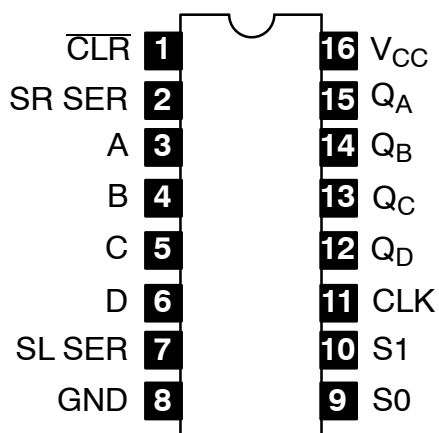 CLR 1 16 VCC
SR SER 2 15 QA
A 3 14 QB
B 4 13 QC
C 5 12 QD
D 6 11 CLK
SL SER 7 10 S1
GND 8 9 S0